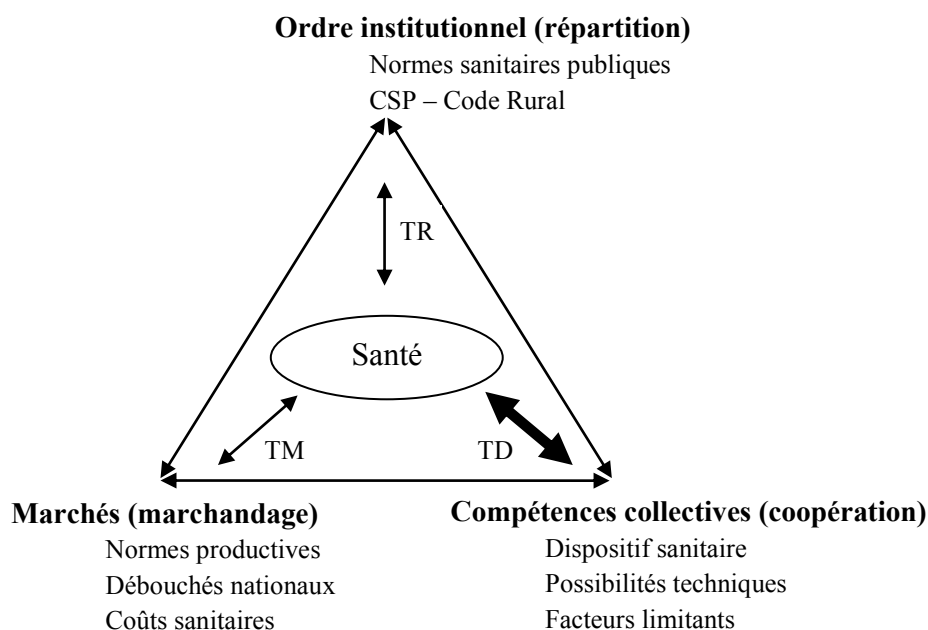 Ordre institutionnel (répartition)
Normes sanitaires publiques
CSP – Code Rural
TR
Santé
TM
TD
Marchés (marchandage)
Normes productives
Débouchés nationaux
Coûts sanitaires
Compétences collectives (coopération)
Dispositif sanitaire
Possibilités techniques
Facteurs limitants